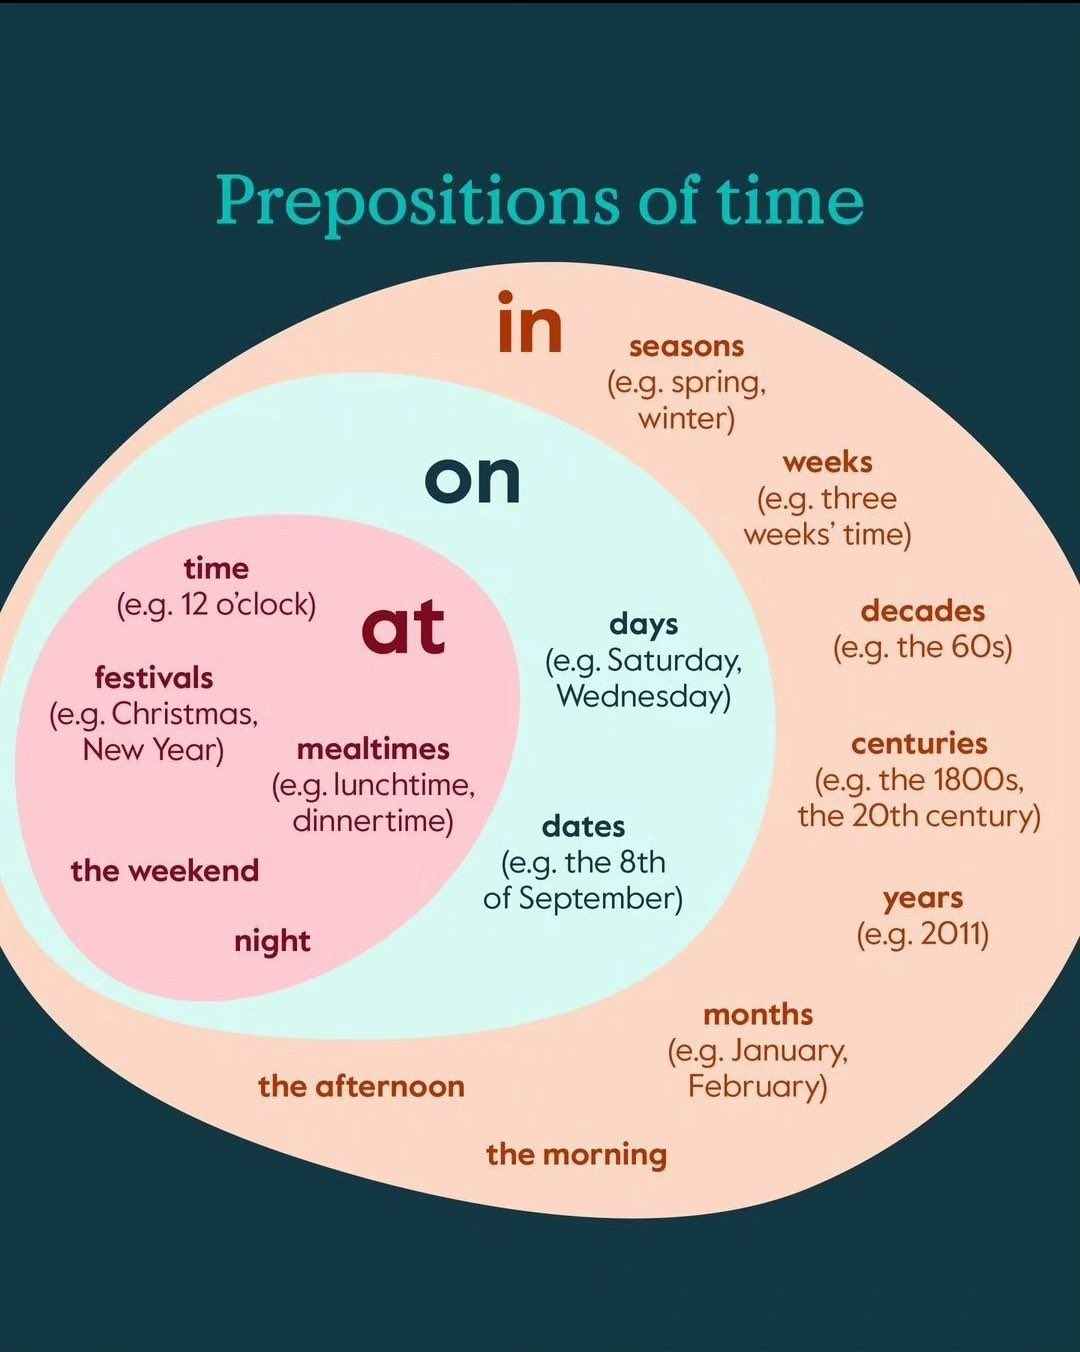 Prepositions of time
in
seasons
(e.g. spring,
winter)
weeks
(e.g. three
weeks’ time)
decades
(e.g. the 60s)
centuries
(e.g. the 1800s,
the 20th century)
years
(e.g. 2011)
months
(e.g. January,
February)
the afternoon
the morning
on
days
(e.g. Saturday,
Wednesday)
dates
(e.g. the 8th
of September)
at
time
(e.g. 12 o’clock)
festivals
(e.g. Christmas,
New Year)
mealtimes
(e.g. lunchtime,
dinnertime)
the weekend
night